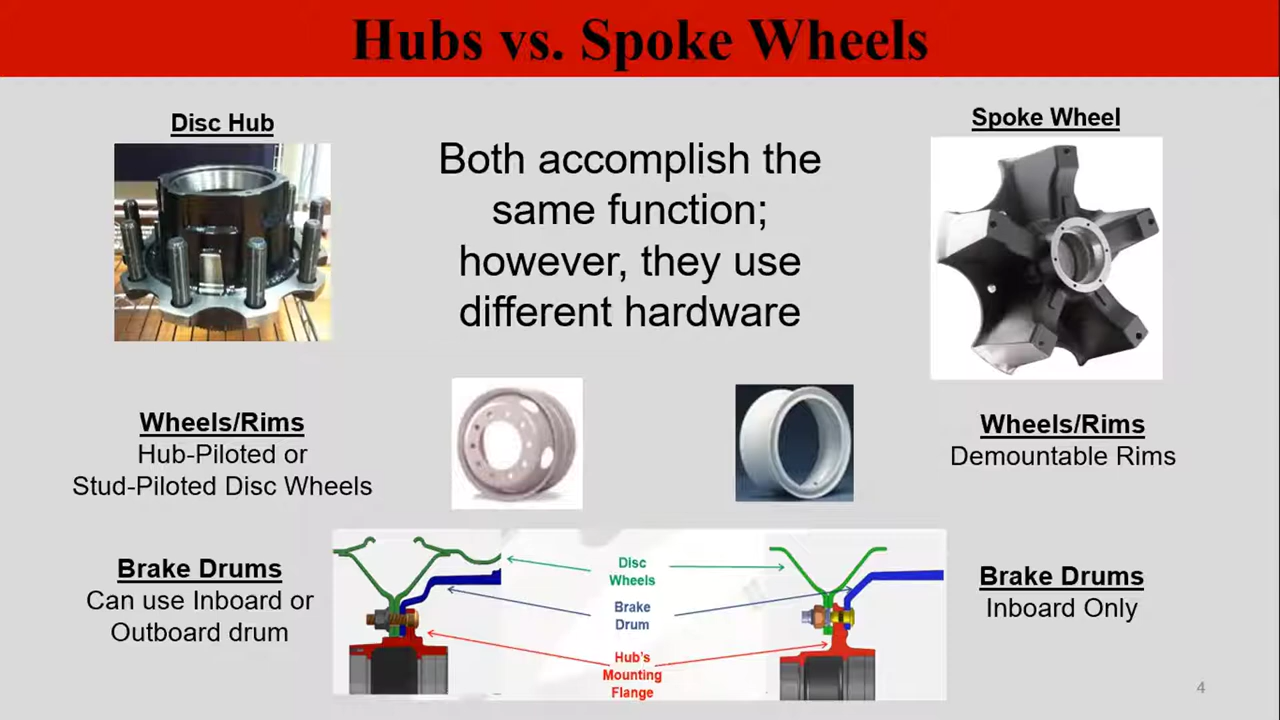 Hubs vs. Spoke Wheels
Disc Hub
Both accomplish the
same function;
however, they use
different hardware
Spoke Wheel
Wheels/Rims
Hub-Piloted or
Stud-Piloted Disc Wheels
Wheels/Rims
Demountable Rims
Brake Drums
Can use Inboard or
Outboard drum
Disc
Wheels
Brake
Drum
Hub's
Mounting
Flange
Brake Drums
Inboard Only
4